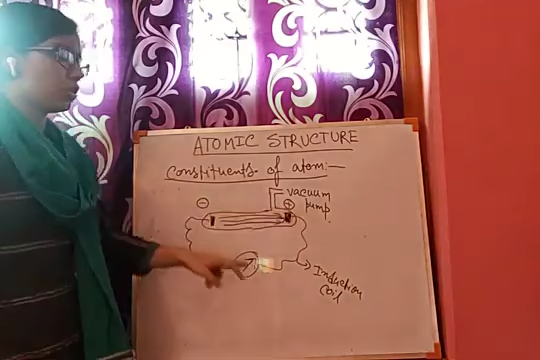 ATOMIC STRUCTURE
Constituents of atom:—
vacuum
pump
⊖
⊕
Induction
Coil